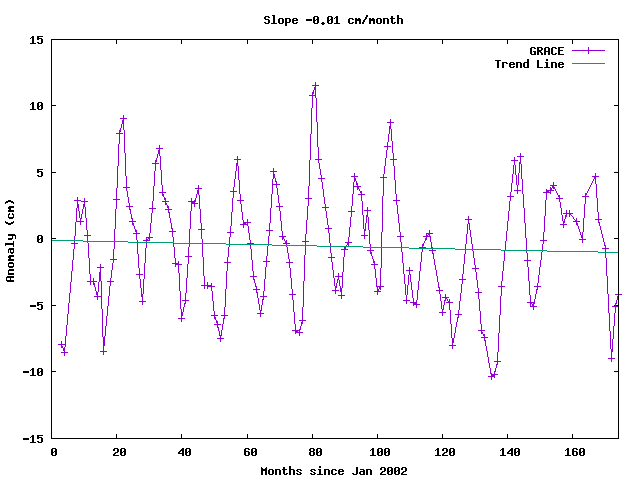 Slope -0.01 cm/month
GRACE
Trend Line
15
10
5
0
-5
-10
-15
Anomaly (cm)
0 20 40 60 80 100 120 140 160
Months since Jan 2002